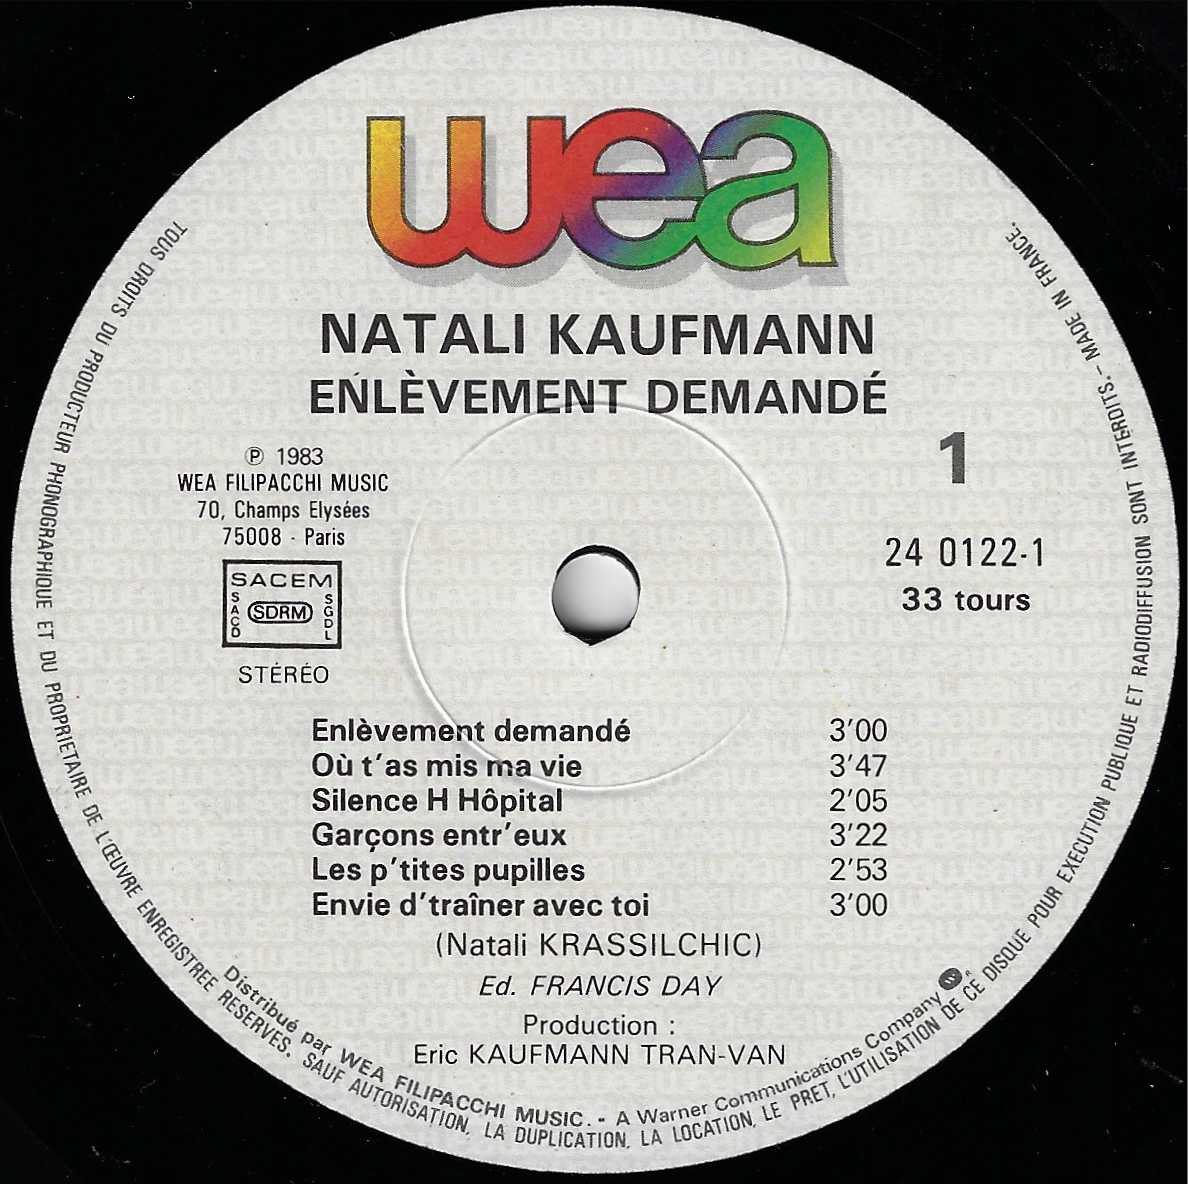 wea
NATALI KAUFMANN
ENLÈVEMENT DEMANDÉ
℗ 1983
WEA FILIPACCHI MUSIC
70, Champs Elysées
75008 - Paris
SACEM
SACD
SDRM
SGDL
STÉRÉO
1
24 0122-1
33 tours
Enlèvement demandé 3'00
Où t'as mis ma vie 3'47
Silence H Hôpital 2'05
Garçons entr'eux 3'22
Les p'tites pupilles 2'53
Envie d'traîner avec toi 3'00
(Natali KRASSILCHIC)
Ed. FRANCIS DAY
Production :
Eric KAUFMANN TRAN-VAN
Distribué par WEA FILIPACCHI MUSIC. - A Warner Communications Company
TOUS DROITS DU PRODUCTEUR PHONOGRAPHIQUE ET DU PROPRIETAIRE DE L'ŒUVRE ENREGISTREE RESERVES. SAUF AUTORISATION, LA DUPLICATION, LA LOCATION, LE PRET, L'UTILISATION DE CE DISQUE POUR EXECUTION PUBLIQUE ET RADIODIFFUSION SONT INTERDITS. - MADE IN FRANCE.